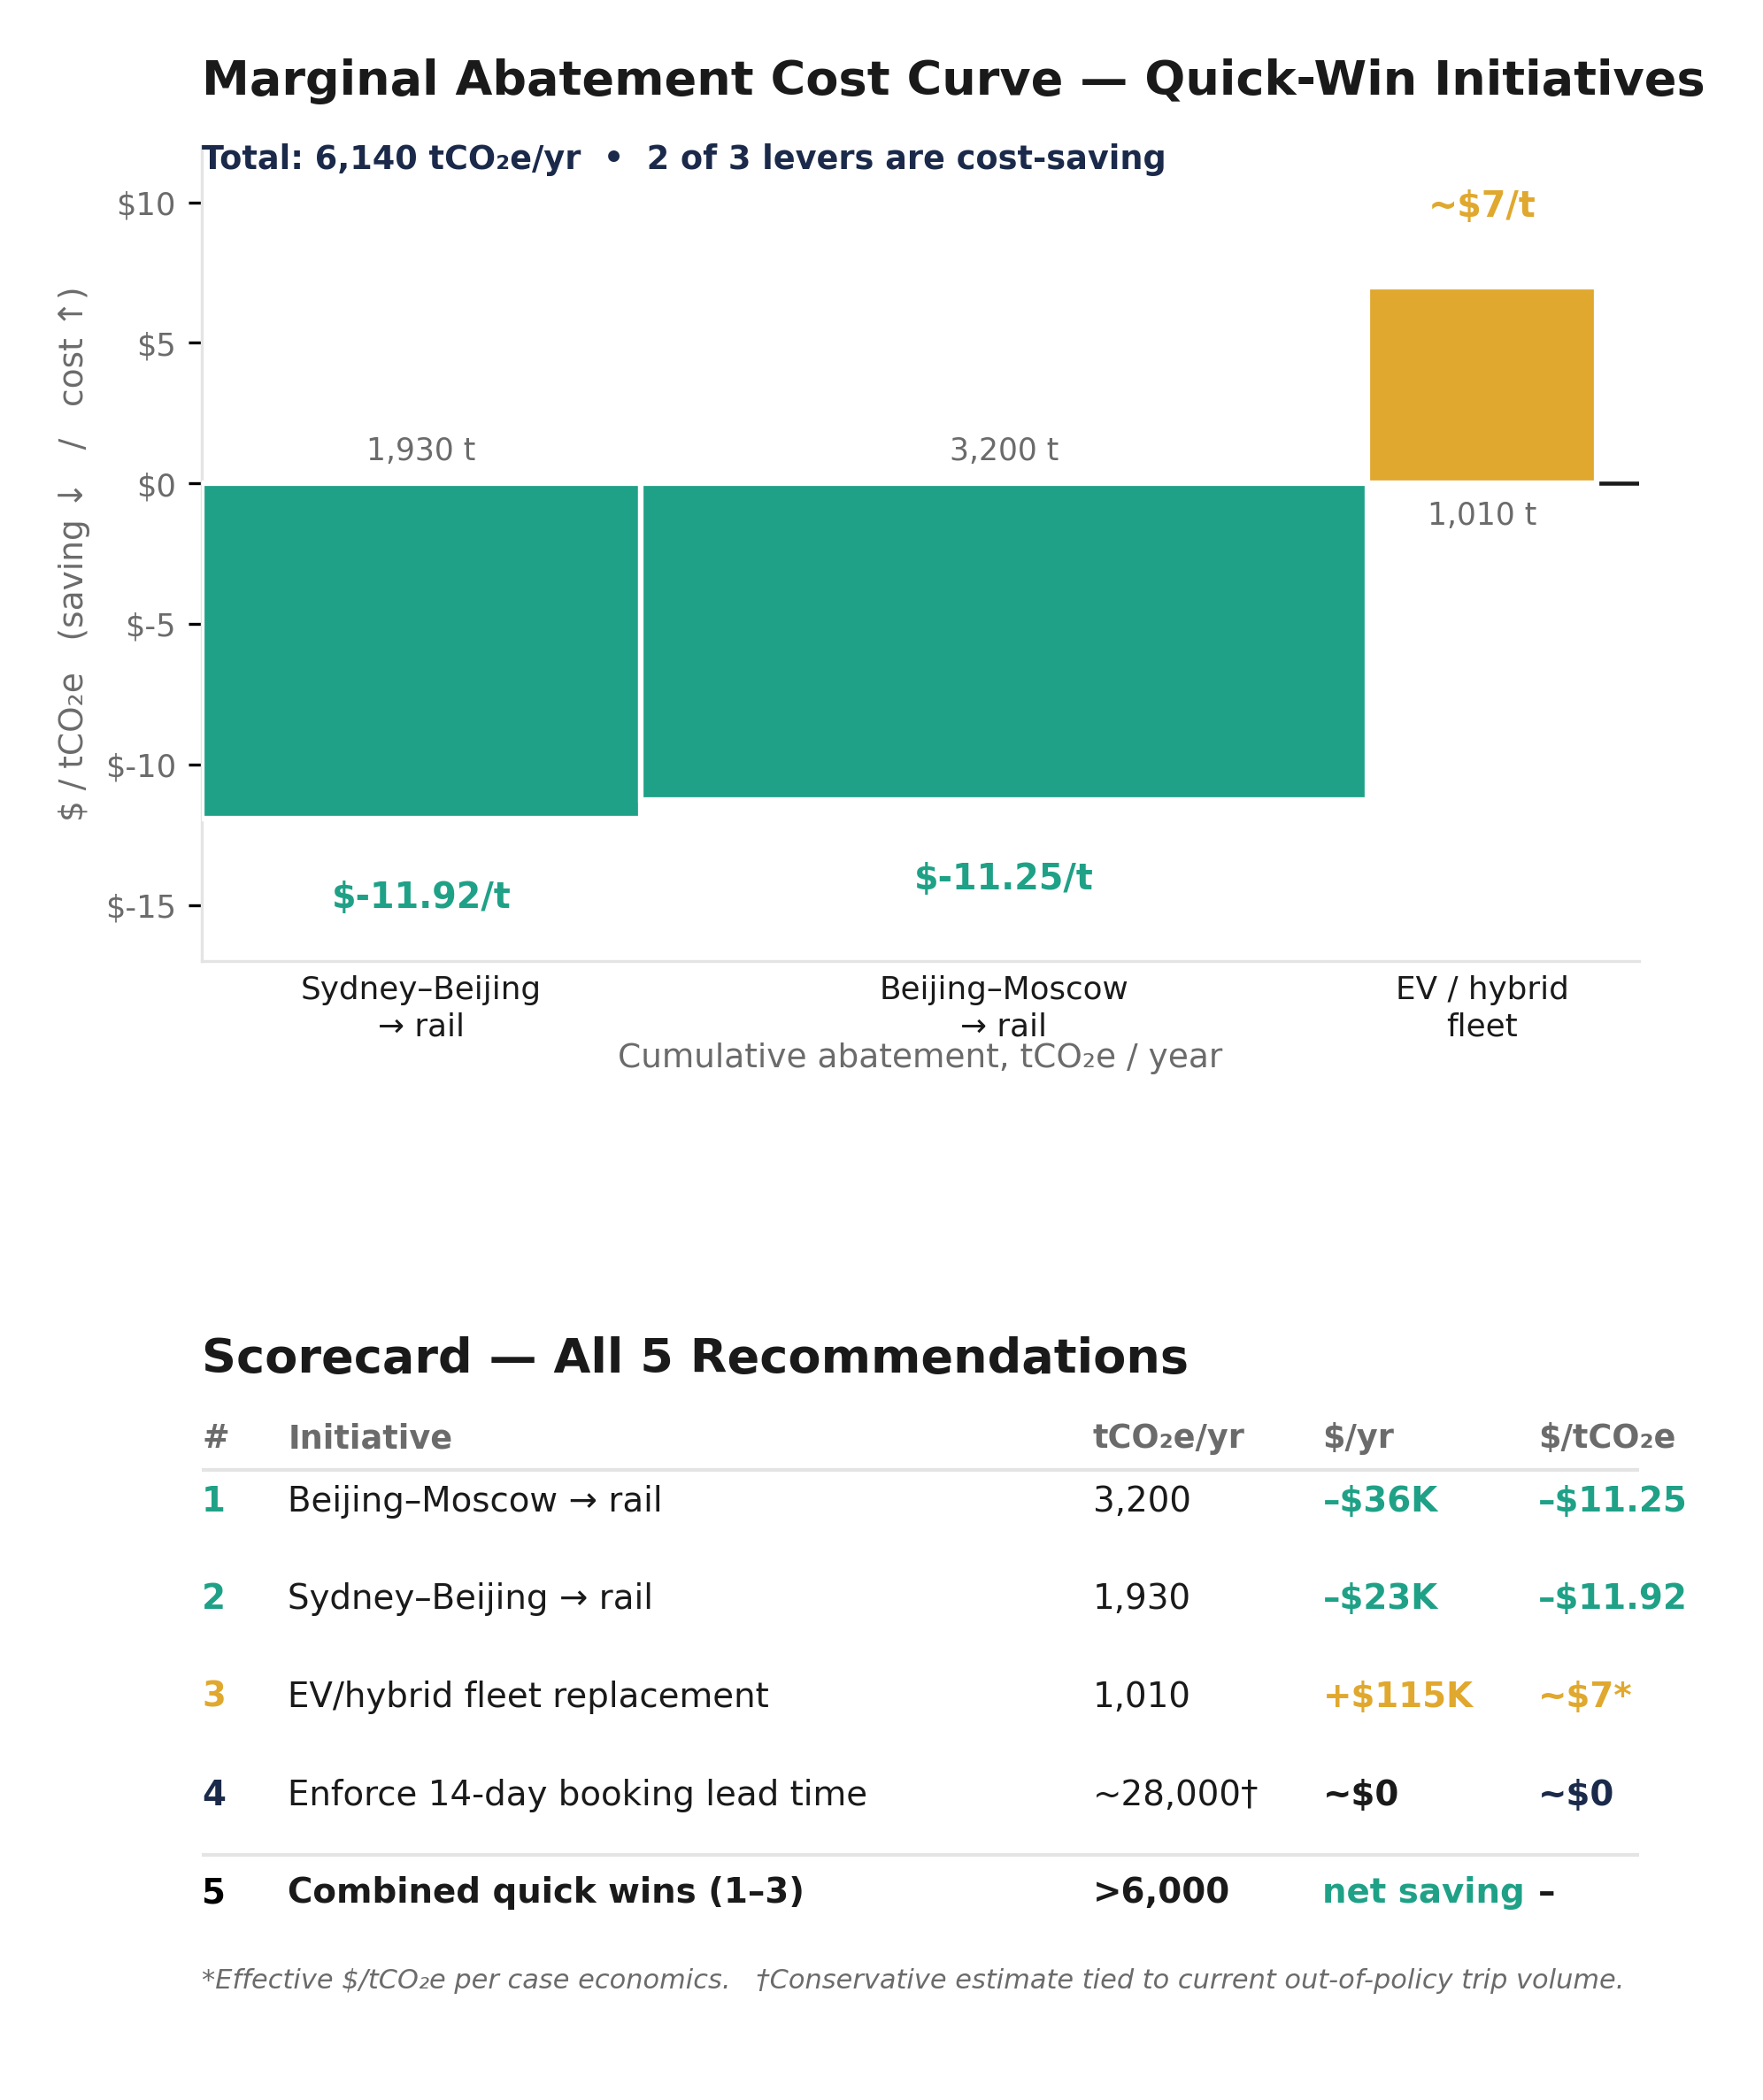 Marginal Abatement Cost Curve — Quick-Win Initiatives
Total: 6,140 tCO₂e/yr • 2 of 3 levers are cost-saving
$ / tCO₂e (saving ↓ / cost ↑)
$10
$5
$0
$-5
$-10
$-15
~$7/t
1,930 t
3,200 t
1,010 t
$-11.92/t
$-11.25/t
Sydney–Beijing
→ rail
Beijing–Moscow
→ rail
EV / hybrid
fleet
Cumulative abatement, tCO₂e / year
Scorecard — All 5 Recommendations
# Initiative tCO₂e/yr $/yr $/tCO₂e
1 Beijing–Moscow → rail 3,200 –$36K –$11.25
2 Sydney–Beijing → rail 1,930 –$23K –$11.92
3 EV/hybrid fleet replacement 1,010 +$115K ~$7*
4 Enforce 14-day booking lead time ~28,000† ~$0 ~$0
5 Combined quick wins (1–3) >6,000 net saving –
*Effective $/tCO₂e per case economics. †Conservative estimate tied to current out-of-policy trip volume.